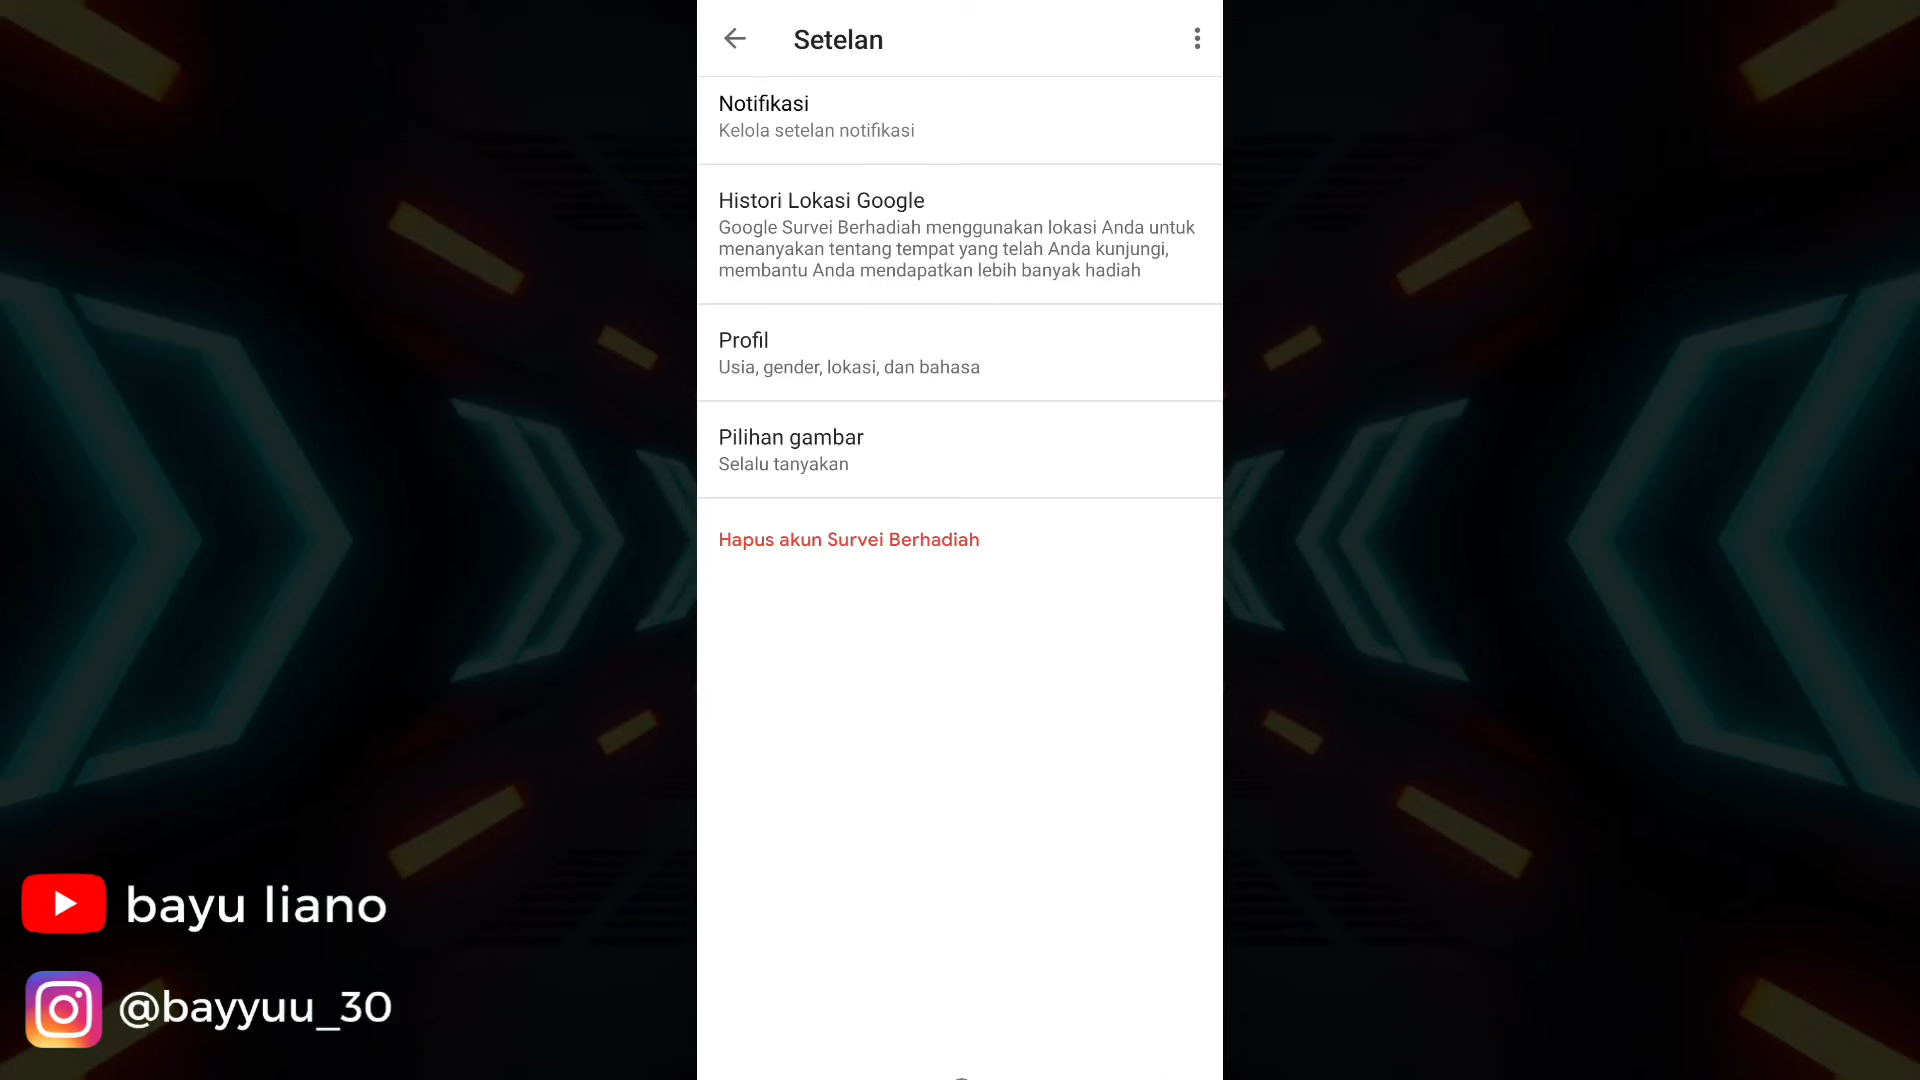 Setelan
Notifikasi
Kelola setelan notifikasi
Histori Lokasi Google
Google Survei Berhadiah menggunakan lokasi Anda untuk
menanyakan tentang tempat yang telah Anda kunjungi,
membantu Anda mendapatkan lebih banyak hadiah
Profil
Usia, gender, lokasi, dan bahasa
Pilihan gambar
Selalu tanyakan
Hapus akun Survei Berhadiah
bayu liano
@bayyuu_30